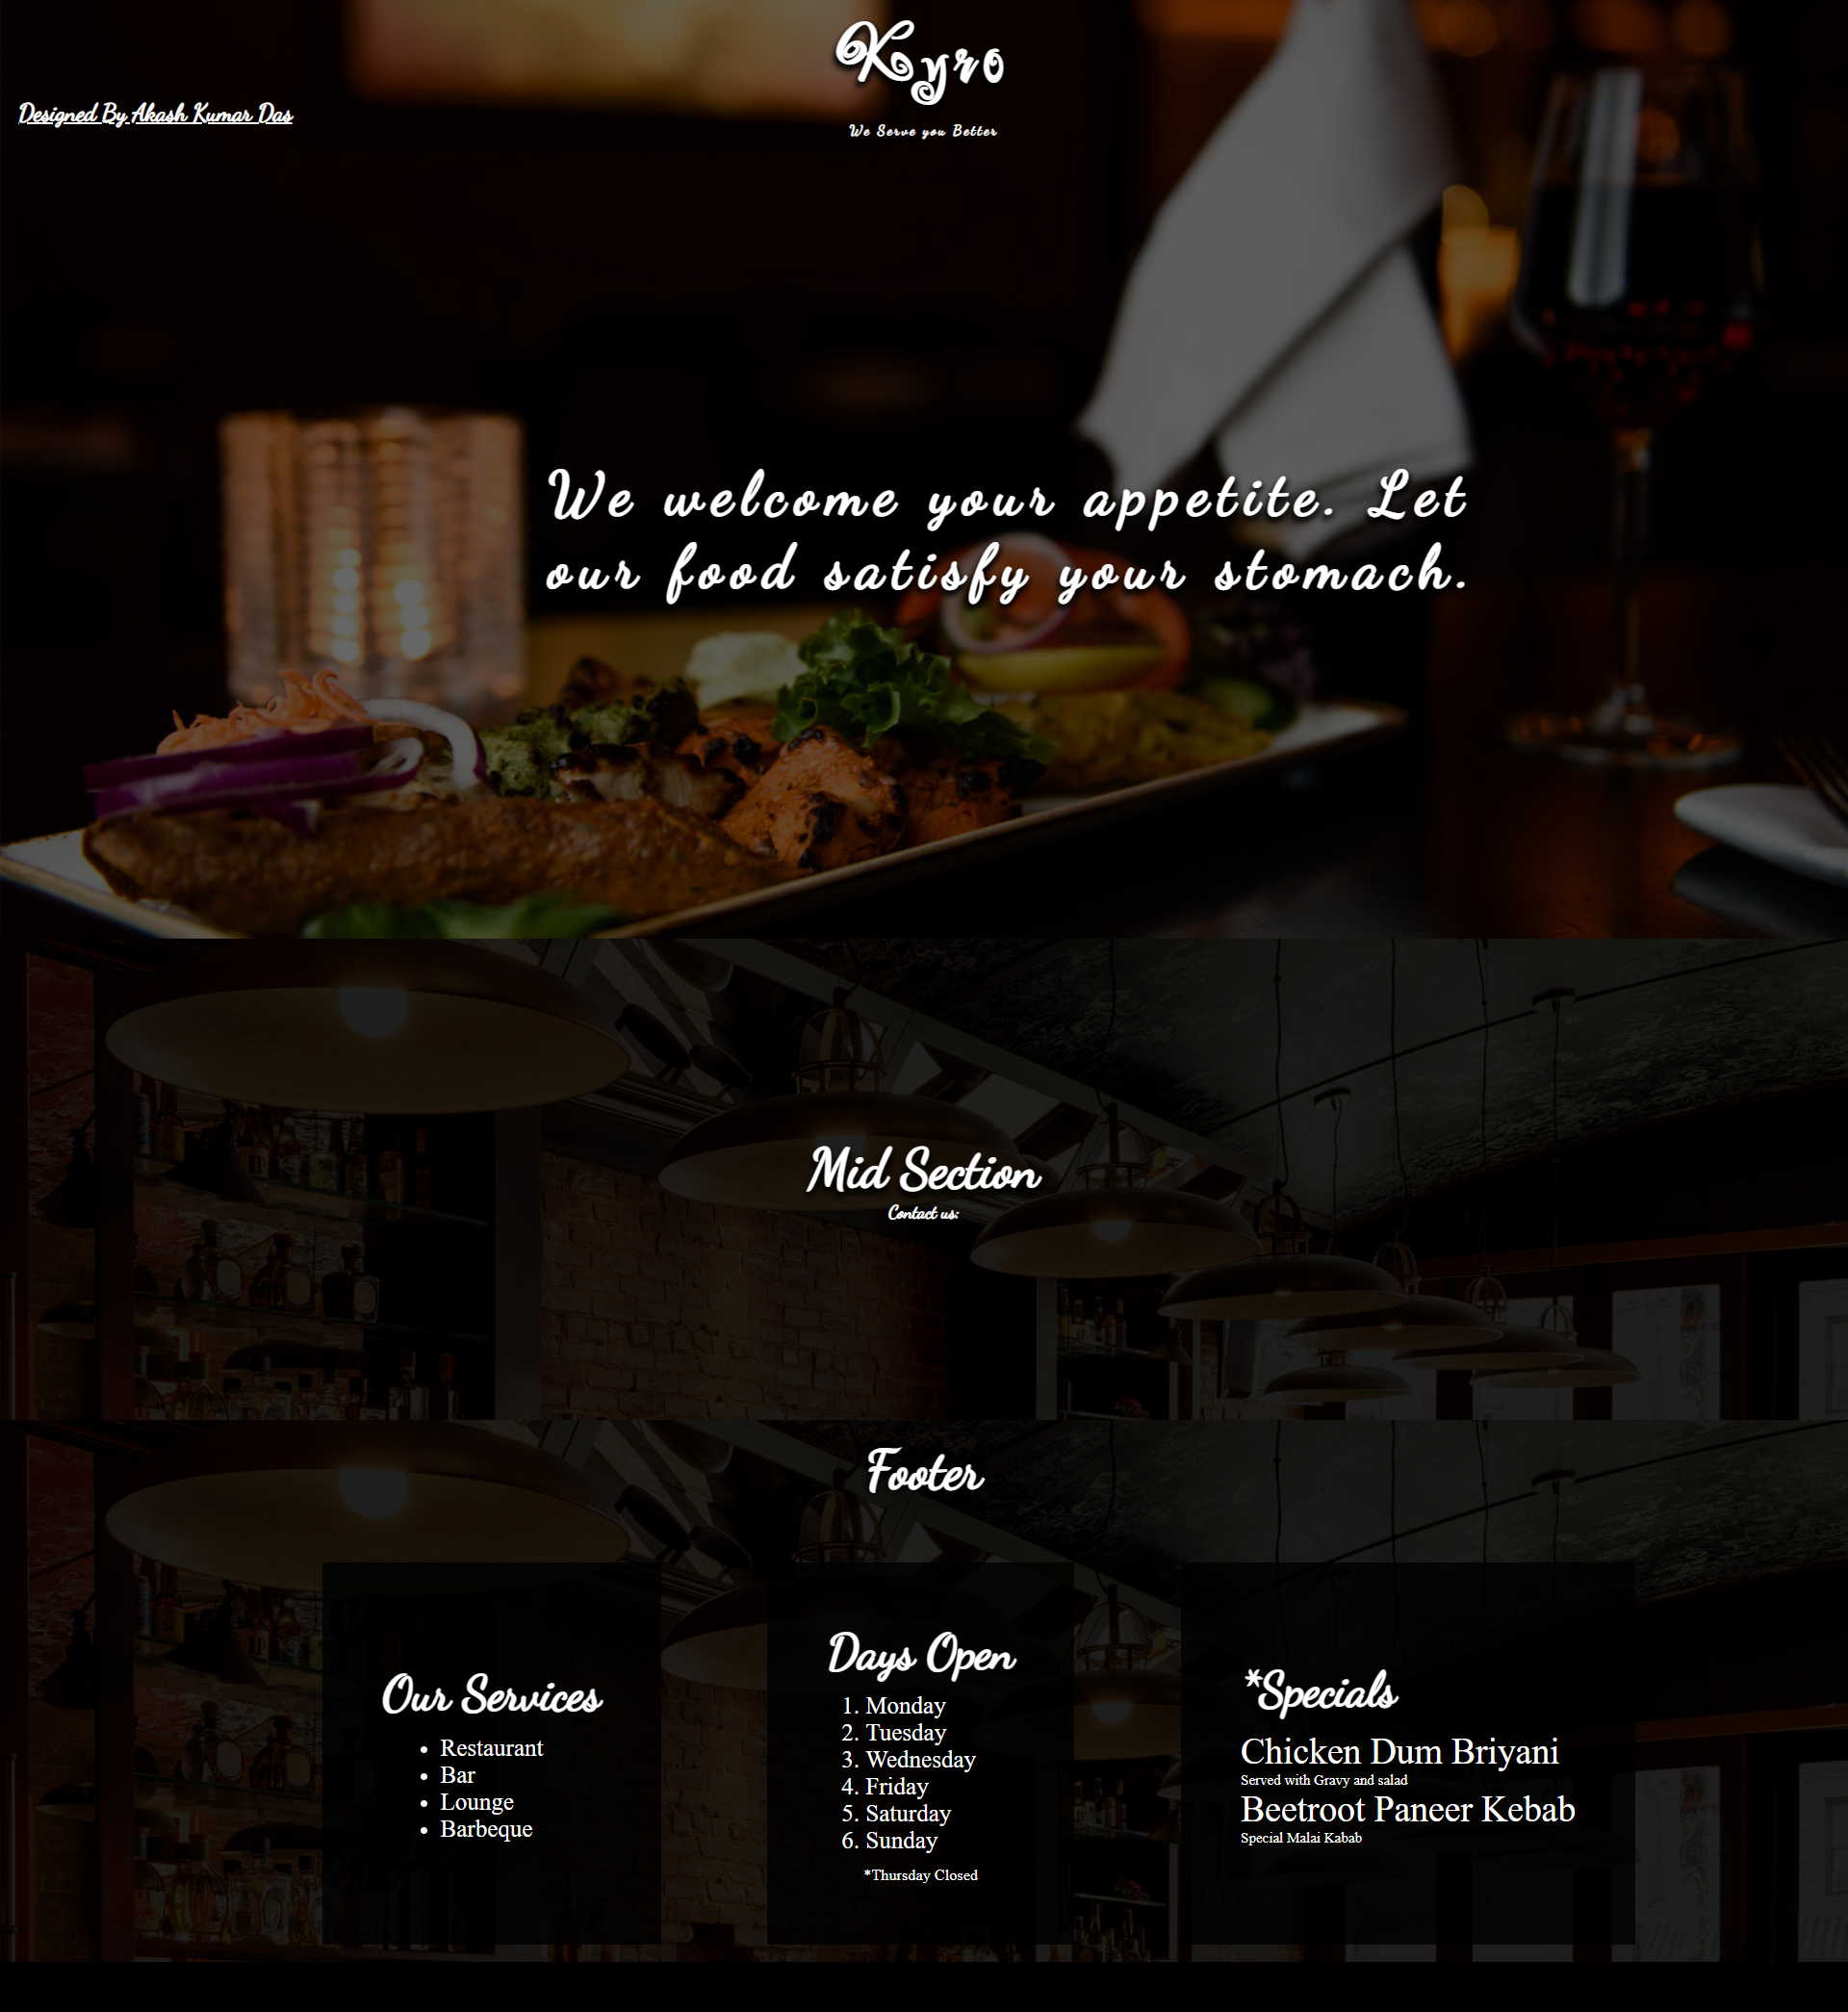 Kyro
Designed By Akash Kumar Das
We Serve you Better
We welcome your appetite. Let
our food satisfy your stomach.
Mid Section
Contact us:
Footer
Our Services
• Restaurant
• Bar
• Lounge
• Barbeque
Days Open
1. Monday
2. Tuesday
3. Wednesday
4. Friday
5. Saturday
6. Sunday
*Thursday Closed
*Specials
Chicken Dum Briyani
Served with Gravy and salad
Beetroot Paneer Kebab
Special Malai Kabab